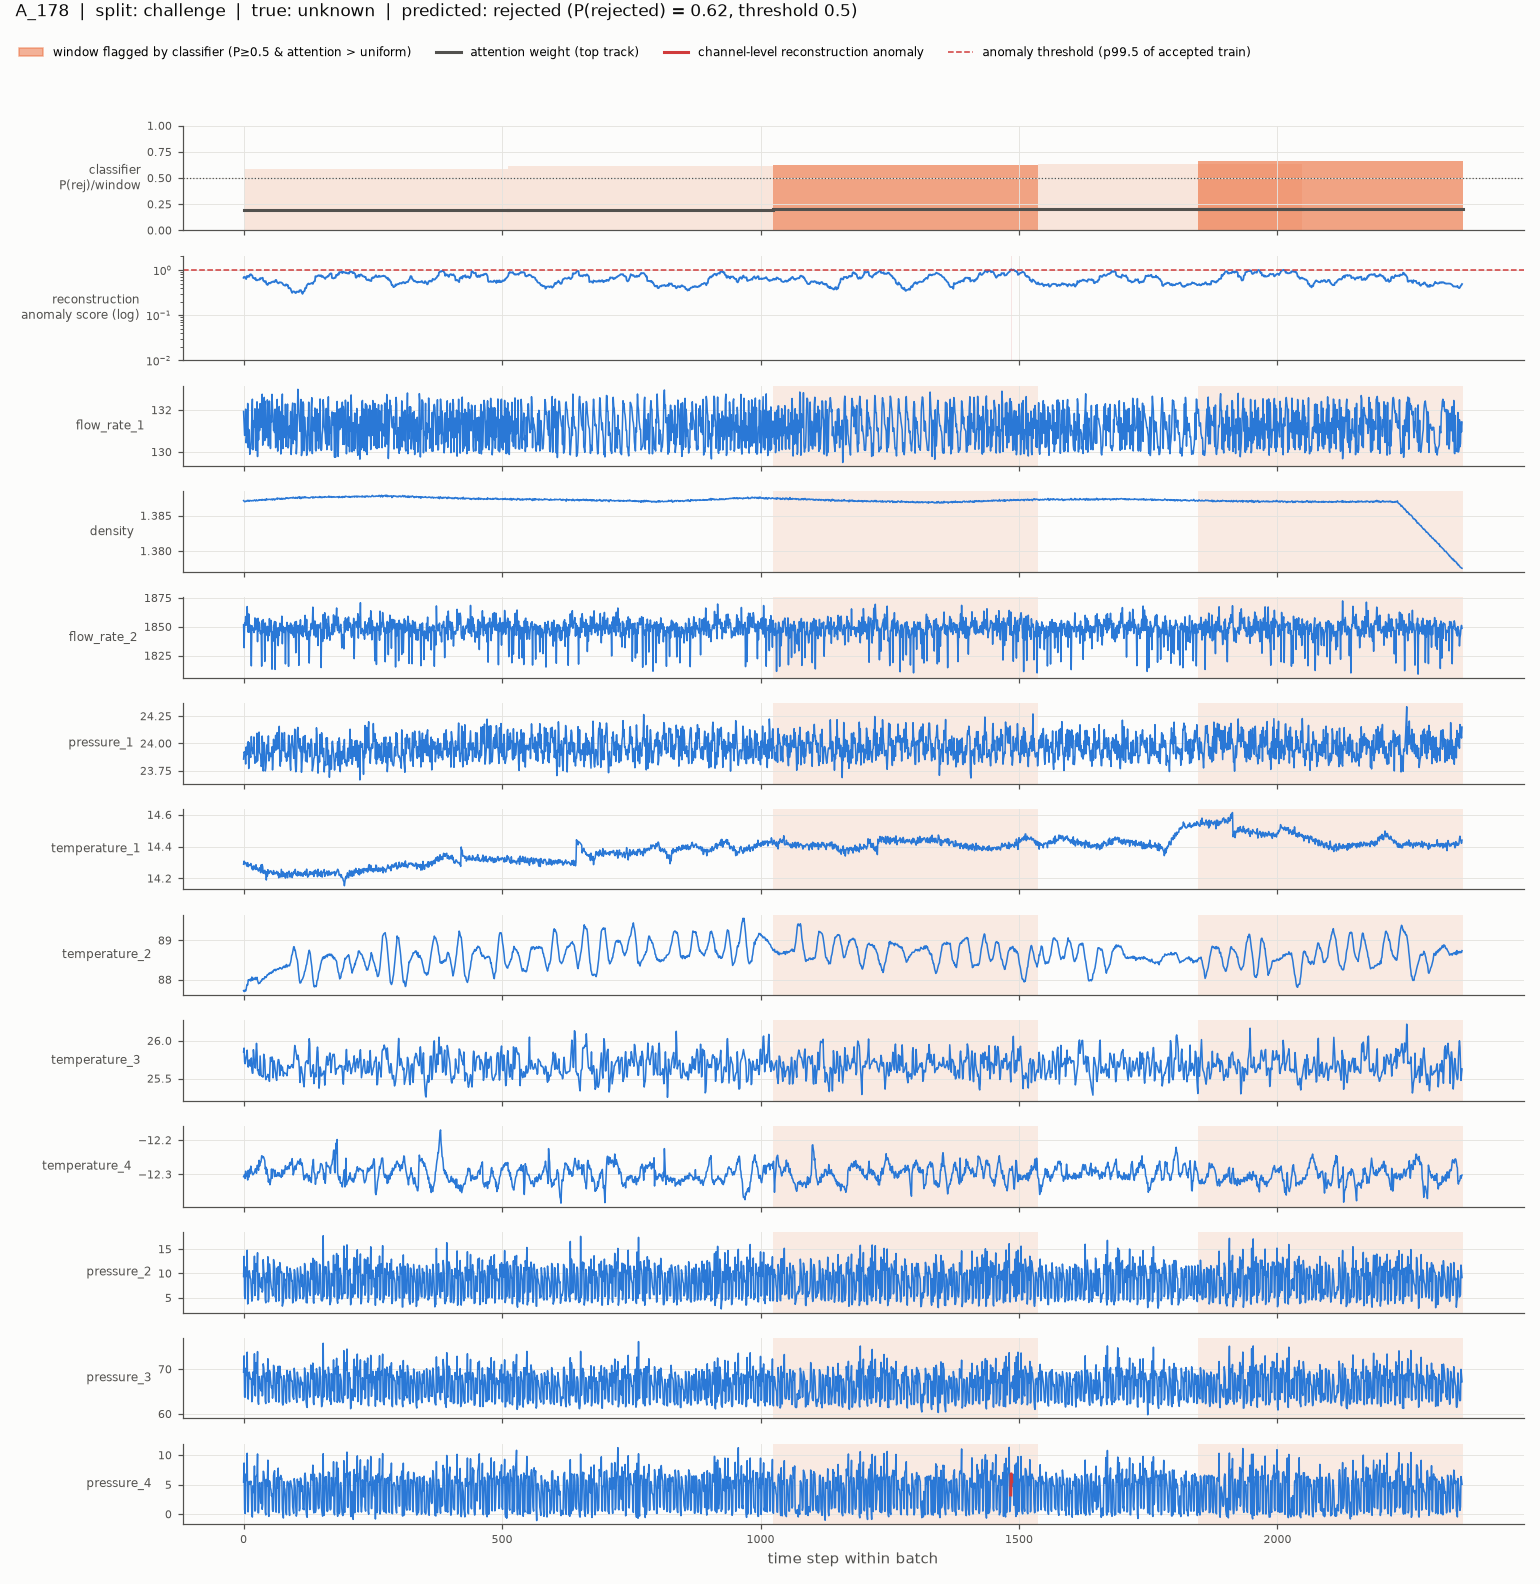 A_178 | split: challenge | true: unknown | predicted: rejected (P(rejected) = 0.62, threshold 0.5)
window flagged by classifier (P≥0.5 & attention > uniform)
attention weight (top track)
channel-level reconstruction anomaly
anomaly threshold (p99.5 of accepted train)
1.00
0.75
0.50
0.25
0.00
classifier
P(rej)/window
10⁰
10⁻¹
10⁻²
reconstruction
anomaly score (log)
132
130
flow_rate_1
1.385
1.380
density
1875
1850
1825
flow_rate_2
24.25
24.00
23.75
pressure_1
14.6
14.4
14.2
temperature_1
89
88
temperature_2
26.0
25.5
temperature_3
−12.2
−12.3
temperature_4
15
10
5
pressure_2
70
60
pressure_3
10
5
0
pressure_4
0
500
1000
1500
2000
time step within batch